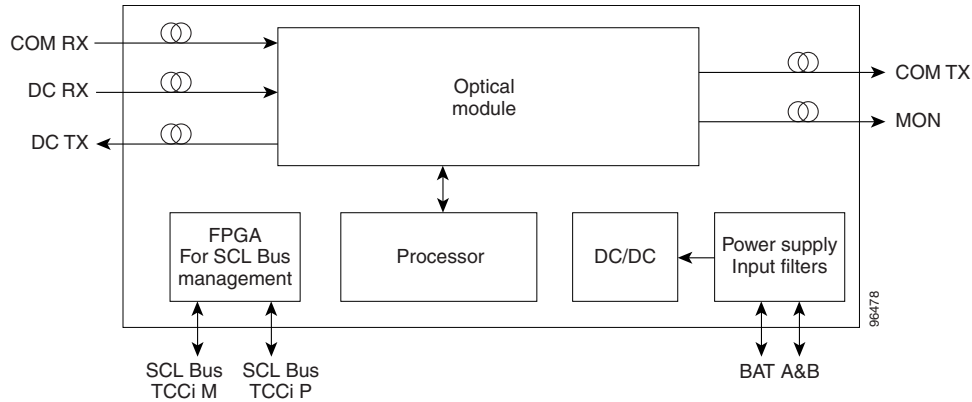 COM RX
DC RX
DC TX
Optical
module
COM TX
MON
FPGA
For SCL Bus
management
Processor
DC/DC
Power supply
Input filters
96478
SCL Bus
TCCi M
SCL Bus
TCCi P
BAT A&B